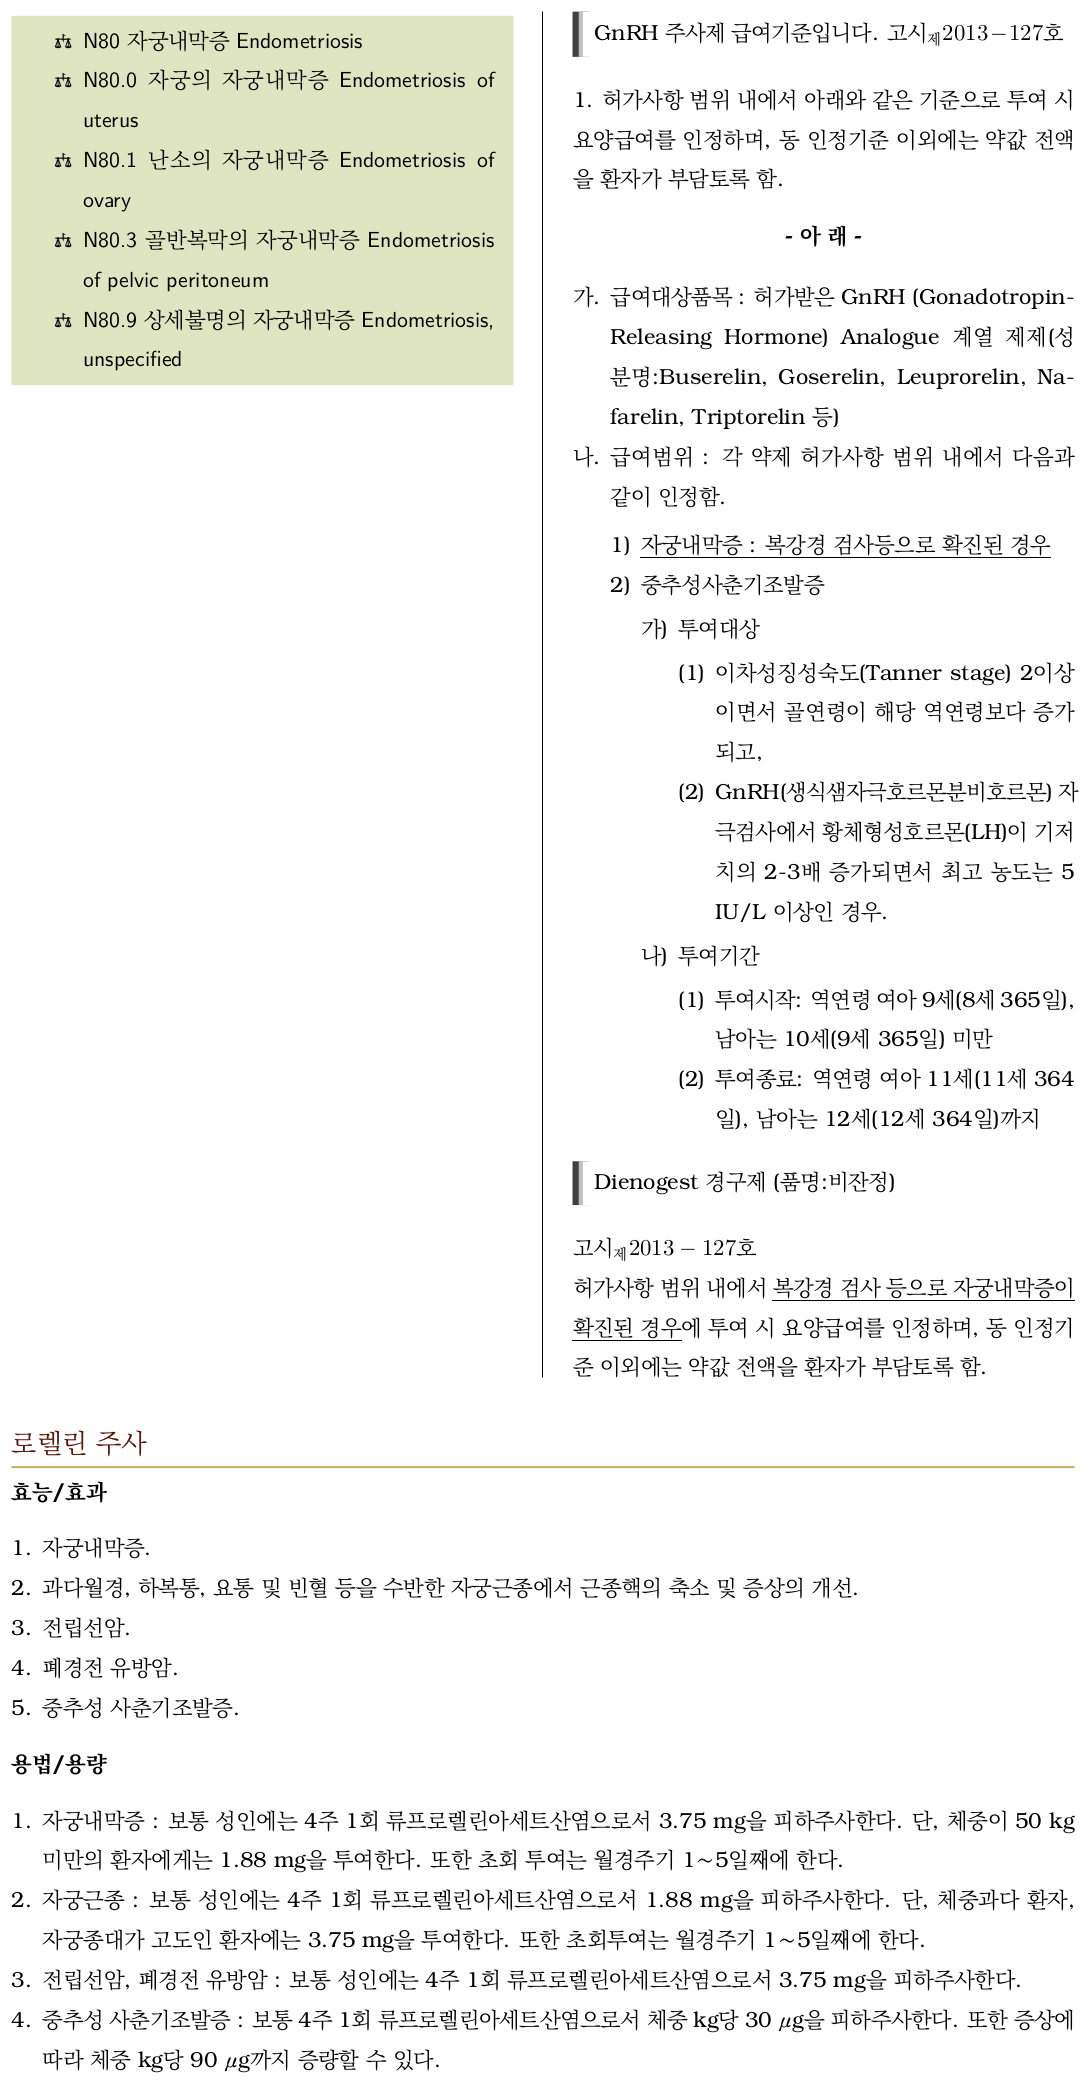 N80 자궁내막증 Endometriosis
N80.0 자궁의 자궁내막증 Endometriosis of
uterus
N80.1 난소의 자궁내막증 Endometriosis of
ovary
N80.3 골반복막의 자궁내막증 Endometriosis
of pelvic peritoneum
N80.9 상세불명의 자궁내막증 Endometriosis,
unspecified
GnRH 주사제 급여기준입니다. 고시제2013-127호
1. 허가사항 범위 내에서 아래와 같은 기준으로 투여 시
요양급여를 인정하며, 동 인정기준 이외에는 약값 전액
을 환자가 부담토록 함.
- 아 래 -
가. 급여대상품목 : 허가받은 GnRH (Gonadotropin-
Releasing Hormone) Analogue 계열 제제(성
분명:Buserelin, Goserelin, Leuprorelin, Na-
farelin, Triptorelin 등)
나. 급여범위 : 각 약제 허가사항 범위 내에서 다음과
같이 인정함.
1) 자궁내막증 : 복강경 검사등으로 확진된 경우
2) 중추성사춘기조발증
가) 투여대상
(1) 이차성징성숙도(Tanner stage) 2이상
이면서 골연령이 해당 역연령보다 증가
되고,
(2) GnRH(생식샘자극호르몬분비호르몬) 자
극검사에서 황체형성호르몬(LH)이 기저
치의 2-3배 증가되면서 최고 농도는 5
IU/L 이상인 경우.
나) 투여기간
(1) 투여시작: 역연령 여아 9세(8세 365일),
남아는 10세(9세 365일) 미만
(2) 투여종료: 역연령 여아 11세(11세 364
일), 남아는 12세(12세 364일)까지
Dienogest 경구제 (품명:비잔정)
고시제2013 - 127호
허가사항 범위 내에서 복강경 검사 등으로 자궁내막증이
확진된 경우에 투여 시 요양급여를 인정하며, 동 인정기
준 이외에는 약값 전액을 환자가 부담토록 함.
로렐린 주사
효능/효과
1. 자궁내막증.
2. 과다월경, 하복통, 요통 및 빈혈 등을 수반한 자궁근종에서 근종핵의 축소 및 증상의 개선.
3. 전립선암.
4. 폐경전 유방암.
5. 중추성 사춘기조발증.
용법/용량
1. 자궁내막증 : 보통 성인에는 4주 1회 류프로렐린아세트산염으로서 3.75 mg을 피하주사한다. 단, 체중이 50 kg
미만의 환자에게는 1.88 mg을 투여한다. 또한 초회 투여는 월경주기 1~5일째에 한다.
2. 자궁근종 : 보통 성인에는 4주 1회 류프로렐린아세트산염으로서 1.88 mg을 피하주사한다. 단, 체중과다 환자,
자궁종대가 고도인 환자에는 3.75 mg을 투여한다. 또한 초회투여는 월경주기 1~5일째에 한다.
3. 전립선암, 폐경전 유방암 : 보통 성인에는 4주 1회 류프로렐린아세트산염으로서 3.75 mg을 피하주사한다.
4. 중추성 사춘기조발증 : 보통 4주 1회 류프로렐린아세트산염으로서 체중 kg당 30 μg을 피하주사한다. 또한 증상에
따라 체중 kg당 90 μg까지 증량할 수 있다.